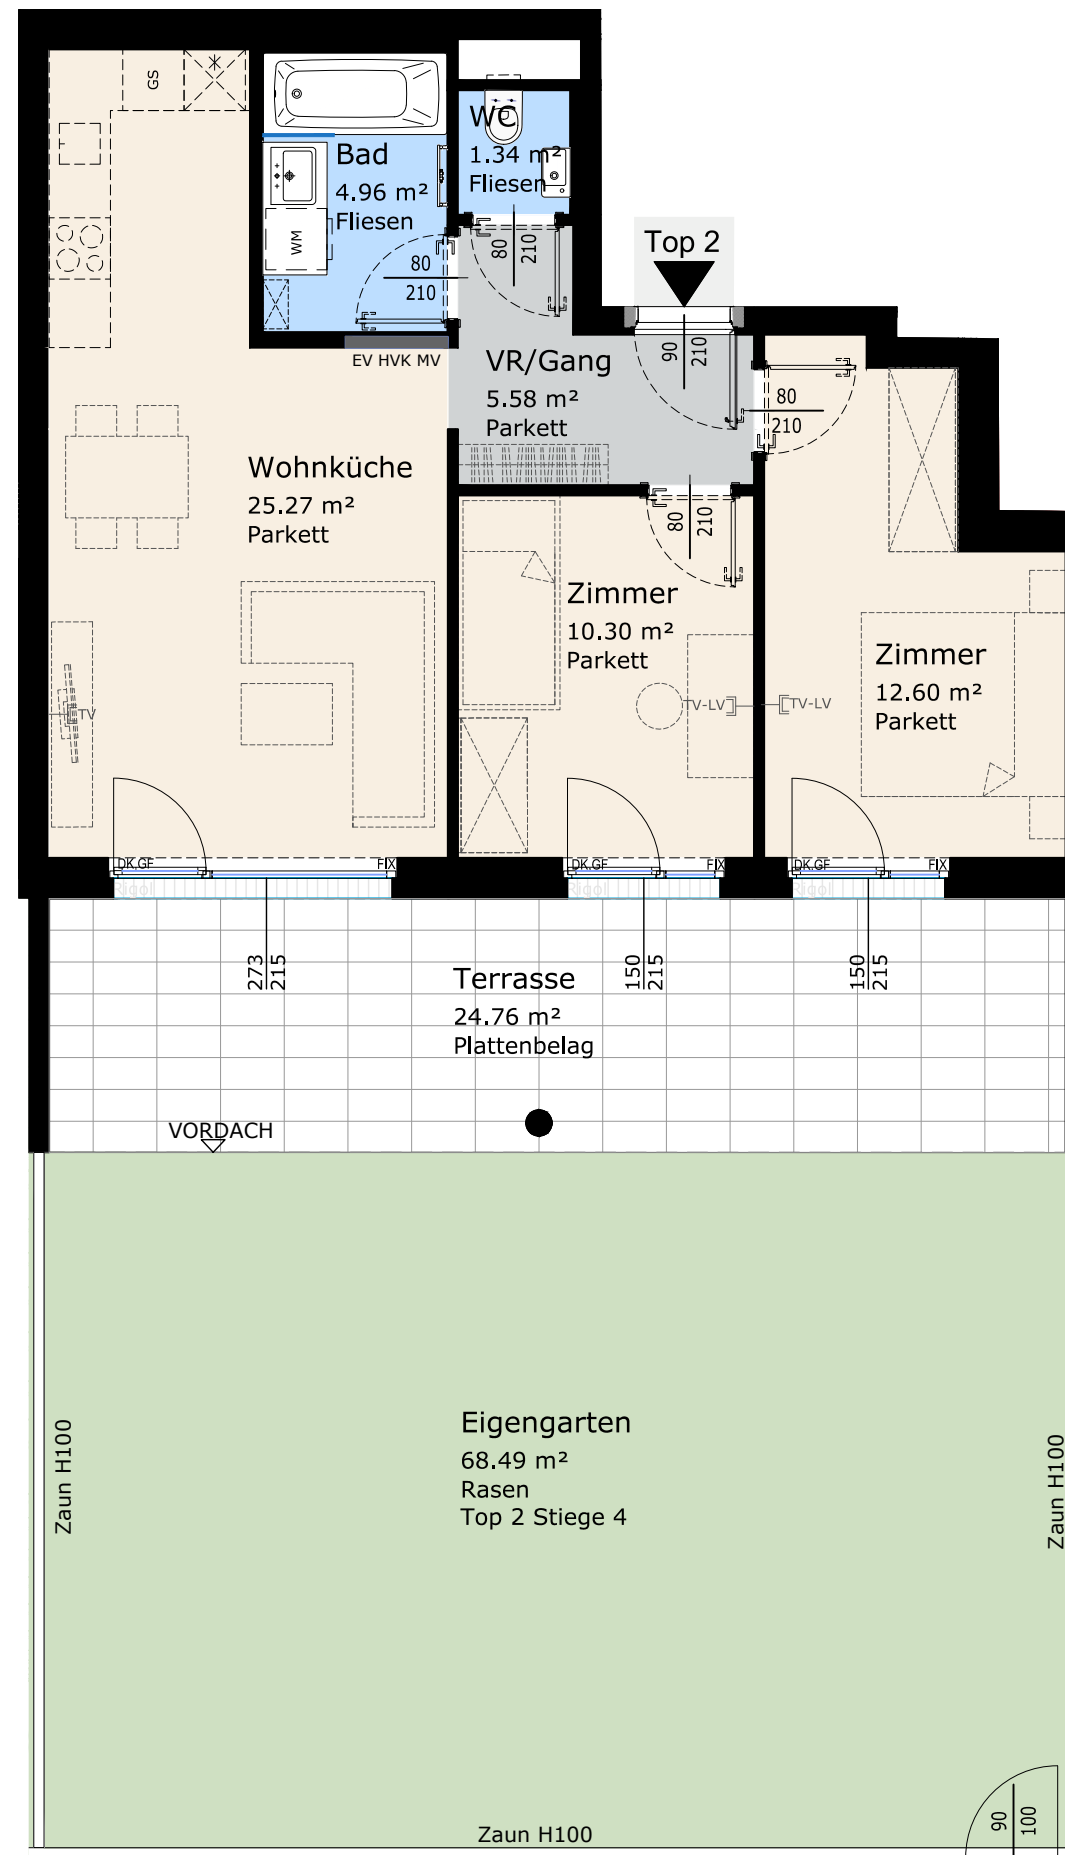 GS
WC
1.34 m²
Fliesen
Bad
4.96 m²
Fliesen
WM
80
210
80
210
Top 2
90
210
EV HVK MV
VR/Gang
5.58 m²
Parkett
80
210
Wohnküche
25.27 m²
Parkett
80
210
Zimmer
10.30 m²
Parkett
Zimmer
12.60 m²
Parkett
TV
TV-LV
TV-LV
DK.GF
FIX
DK.GF
FIX
DK.GF
FIX
Rigol
Rigol
Rigol
273
215
150
215
150
215
Terrasse
24.76 m²
Plattenbelag
VORDACH
Eigengarten
68.49 m²
Rasen
Top 2 Stiege 4
Zaun H100
Zaun H100
Zaun H100
90
100